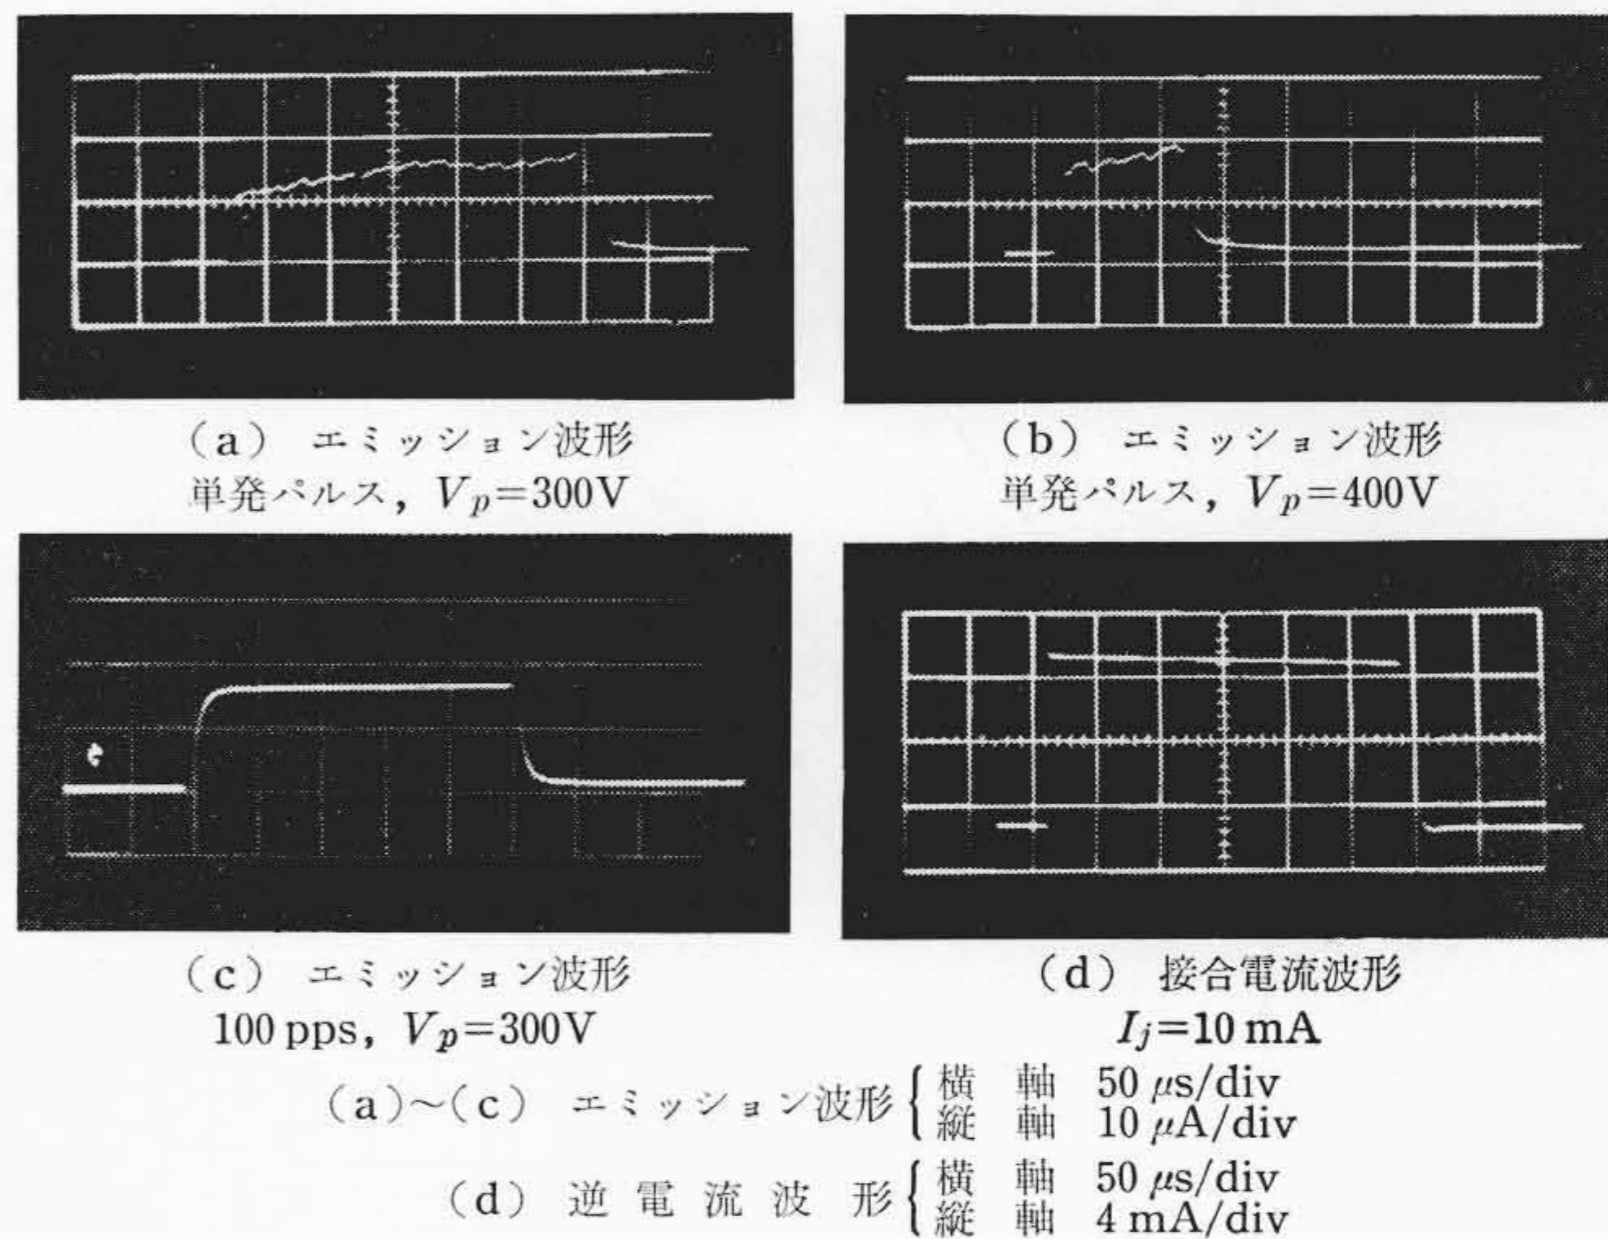 (a) エミッション波形
単発パルス, Vp=300V
(b) エミッション波形
単発パルス, Vp=400V
(c) エミッション波形
100 pps, Vp=300V
(d) 接合電流波形
Ij=10 mA
(a)~(c) エミッション波形 { 横 軸 50 μs/div
縦 軸 10 μA/div
(d) 逆電流波形 { 横 軸 50 μs/div
縦 軸 4 mA/div